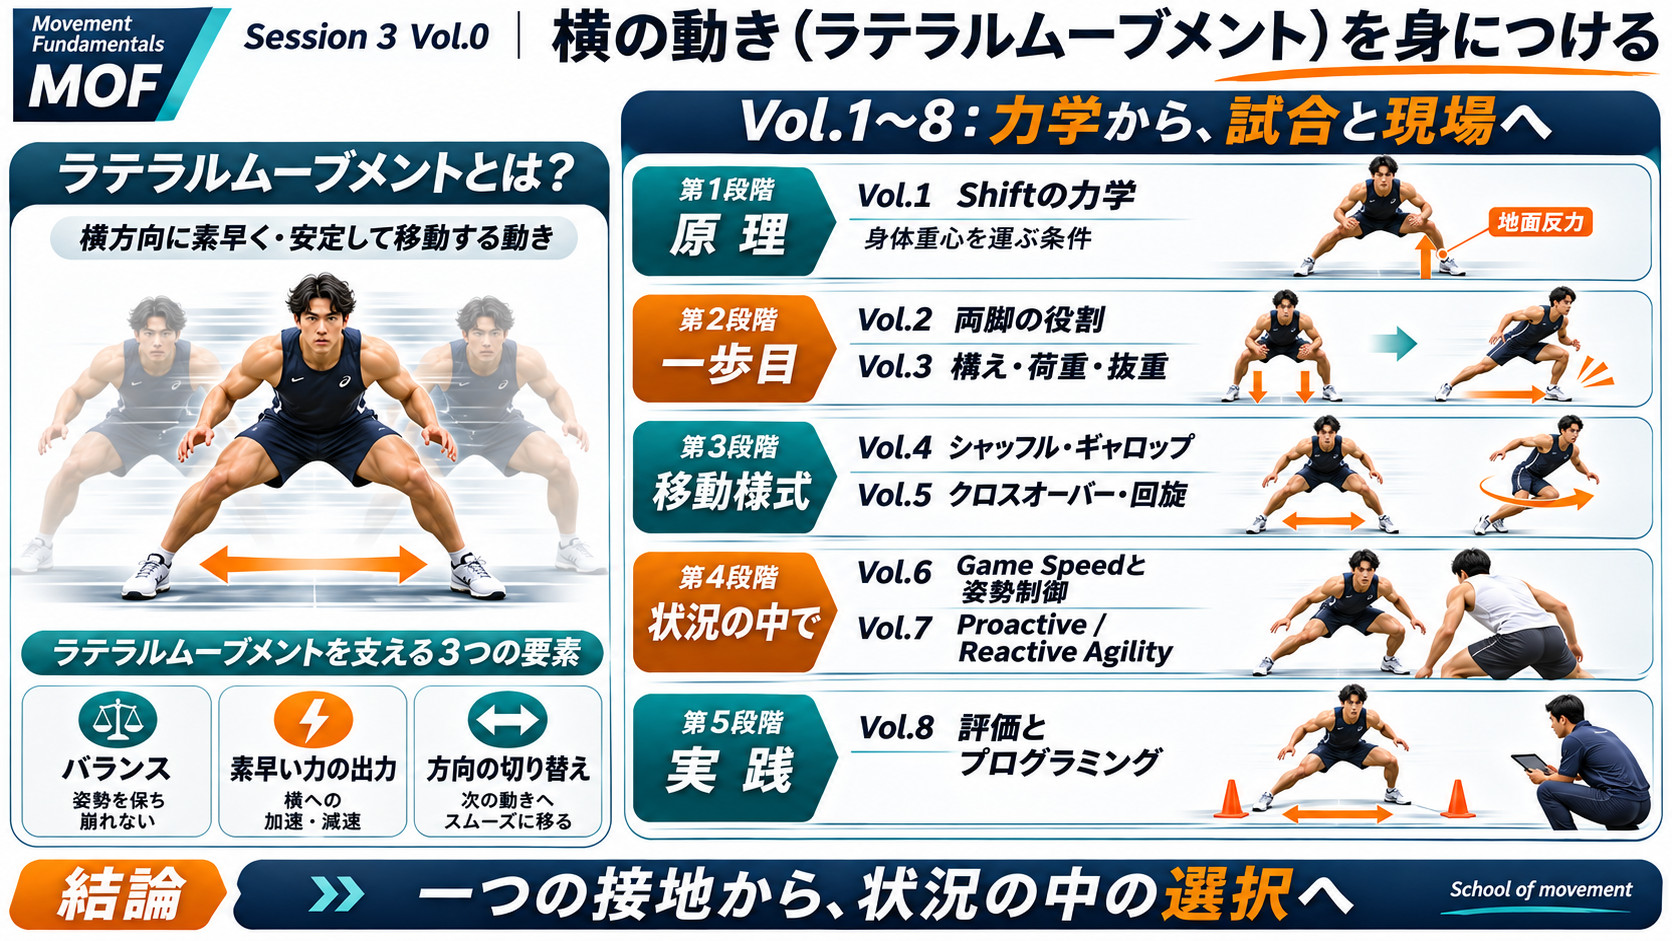 Movement
Fundamentals
MOF
Session 3 Vol.0
横の動き（ラテラルムーブメント）を身につける
ラテラルムーブメントとは？
横方向に素早く・安定して移動する動き
ラテラルムーブメントを支える3つの要素
バランス
姿勢を保ち
崩れない
素早い力の出力
横への
加速・減速
方向の切り替え
次の動きへ
スムーズに移る
Vol.1〜8：力学から、試合と現場へ
第1段階
原理
Vol.1 Shiftの力学
身体重心を運ぶ条件
地面反力
第2段階
一歩目
Vol.2 両脚の役割
Vol.3 構え・荷重・抜重
第3段階
移動様式
Vol.4 シャッフル・ギャロップ
Vol.5 クロスオーバー・回旋
第4段階
状況の中で
Vol.6 Game Speedと
姿勢制御
Vol.7 Proactive /
Reactive Agility
第5段階
実践
Vol.8 評価と
プログラミング
結論
一つの接地から、状況の中の選択へ
School of movement